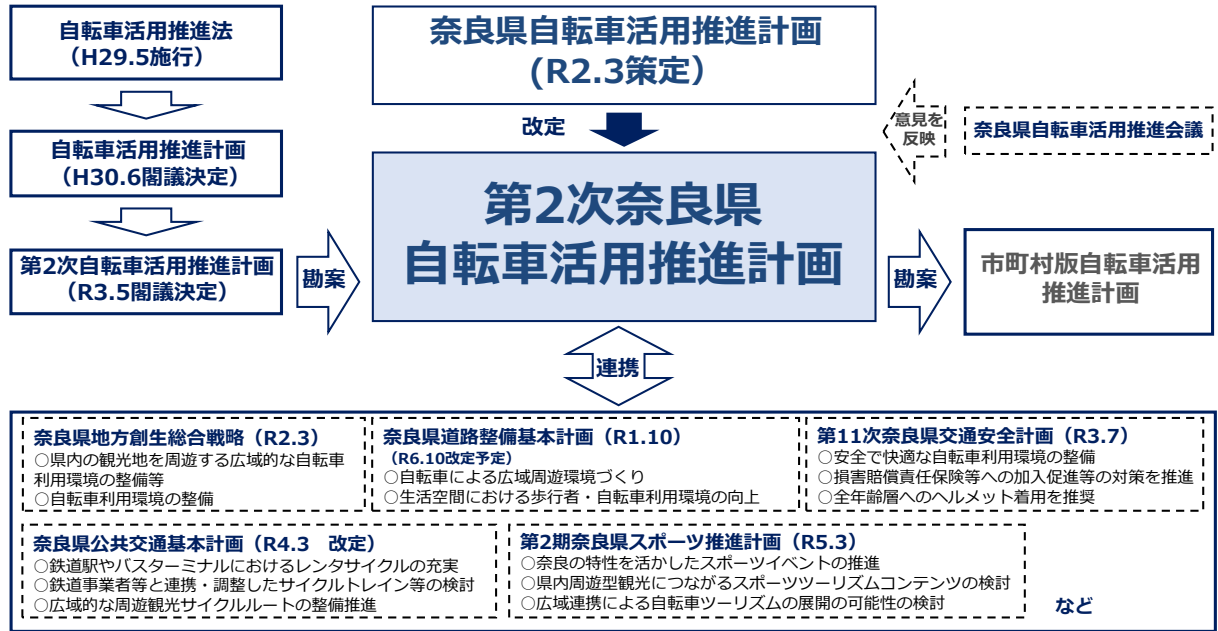 自転車活用推進法
(H29.5施行)
自転車活用推進計画
(H30.6閣議決定)
第2次自転車活用推進計画
(R3.5閣議決定)
勘案
奈良県自転車活用推進計画
(R2.3策定)
改定
意見を
反映
奈良県自転車活用推進会議
第2次奈良県
自転車活用推進計画
勘案
市町村版自転車活用
推進計画
連携
奈良県地方創生総合戦略(R2.3)
○県内の観光地を周遊する広域的な自転車
利用環境の整備等
○自転車利用環境の整備
奈良県道路整備基本計画(R1.10)
(R6.10改定予定)
○自転車による広域周遊環境づくり
○生活空間における歩行者・自転車利用環境の向上
第11次奈良県交通安全計画(R3.7)
○安全で快適な自転車利用環境の整備
○損害賠償責任保険等への加入促進等の対策を推進
○全年齢層へのヘルメット着用を推奨
奈良県公共交通基本計画(R4.3 改定)
○鉄道駅やバスターミナルにおけるレンタサイクルの充実
○鉄道事業者等と連携・調整したサイクルトレイン等の検討
○広域的な周遊観光サイクルルートの整備推進
第2期奈良県スポーツ推進計画(R5.3)
○奈良の特性を活かしたスポーツイベントの推進
○県内周遊型観光につながるスポーツツーリズムコンテンツの検討
○広域連携による自転車ツーリズムの展開の可能性の検討
など